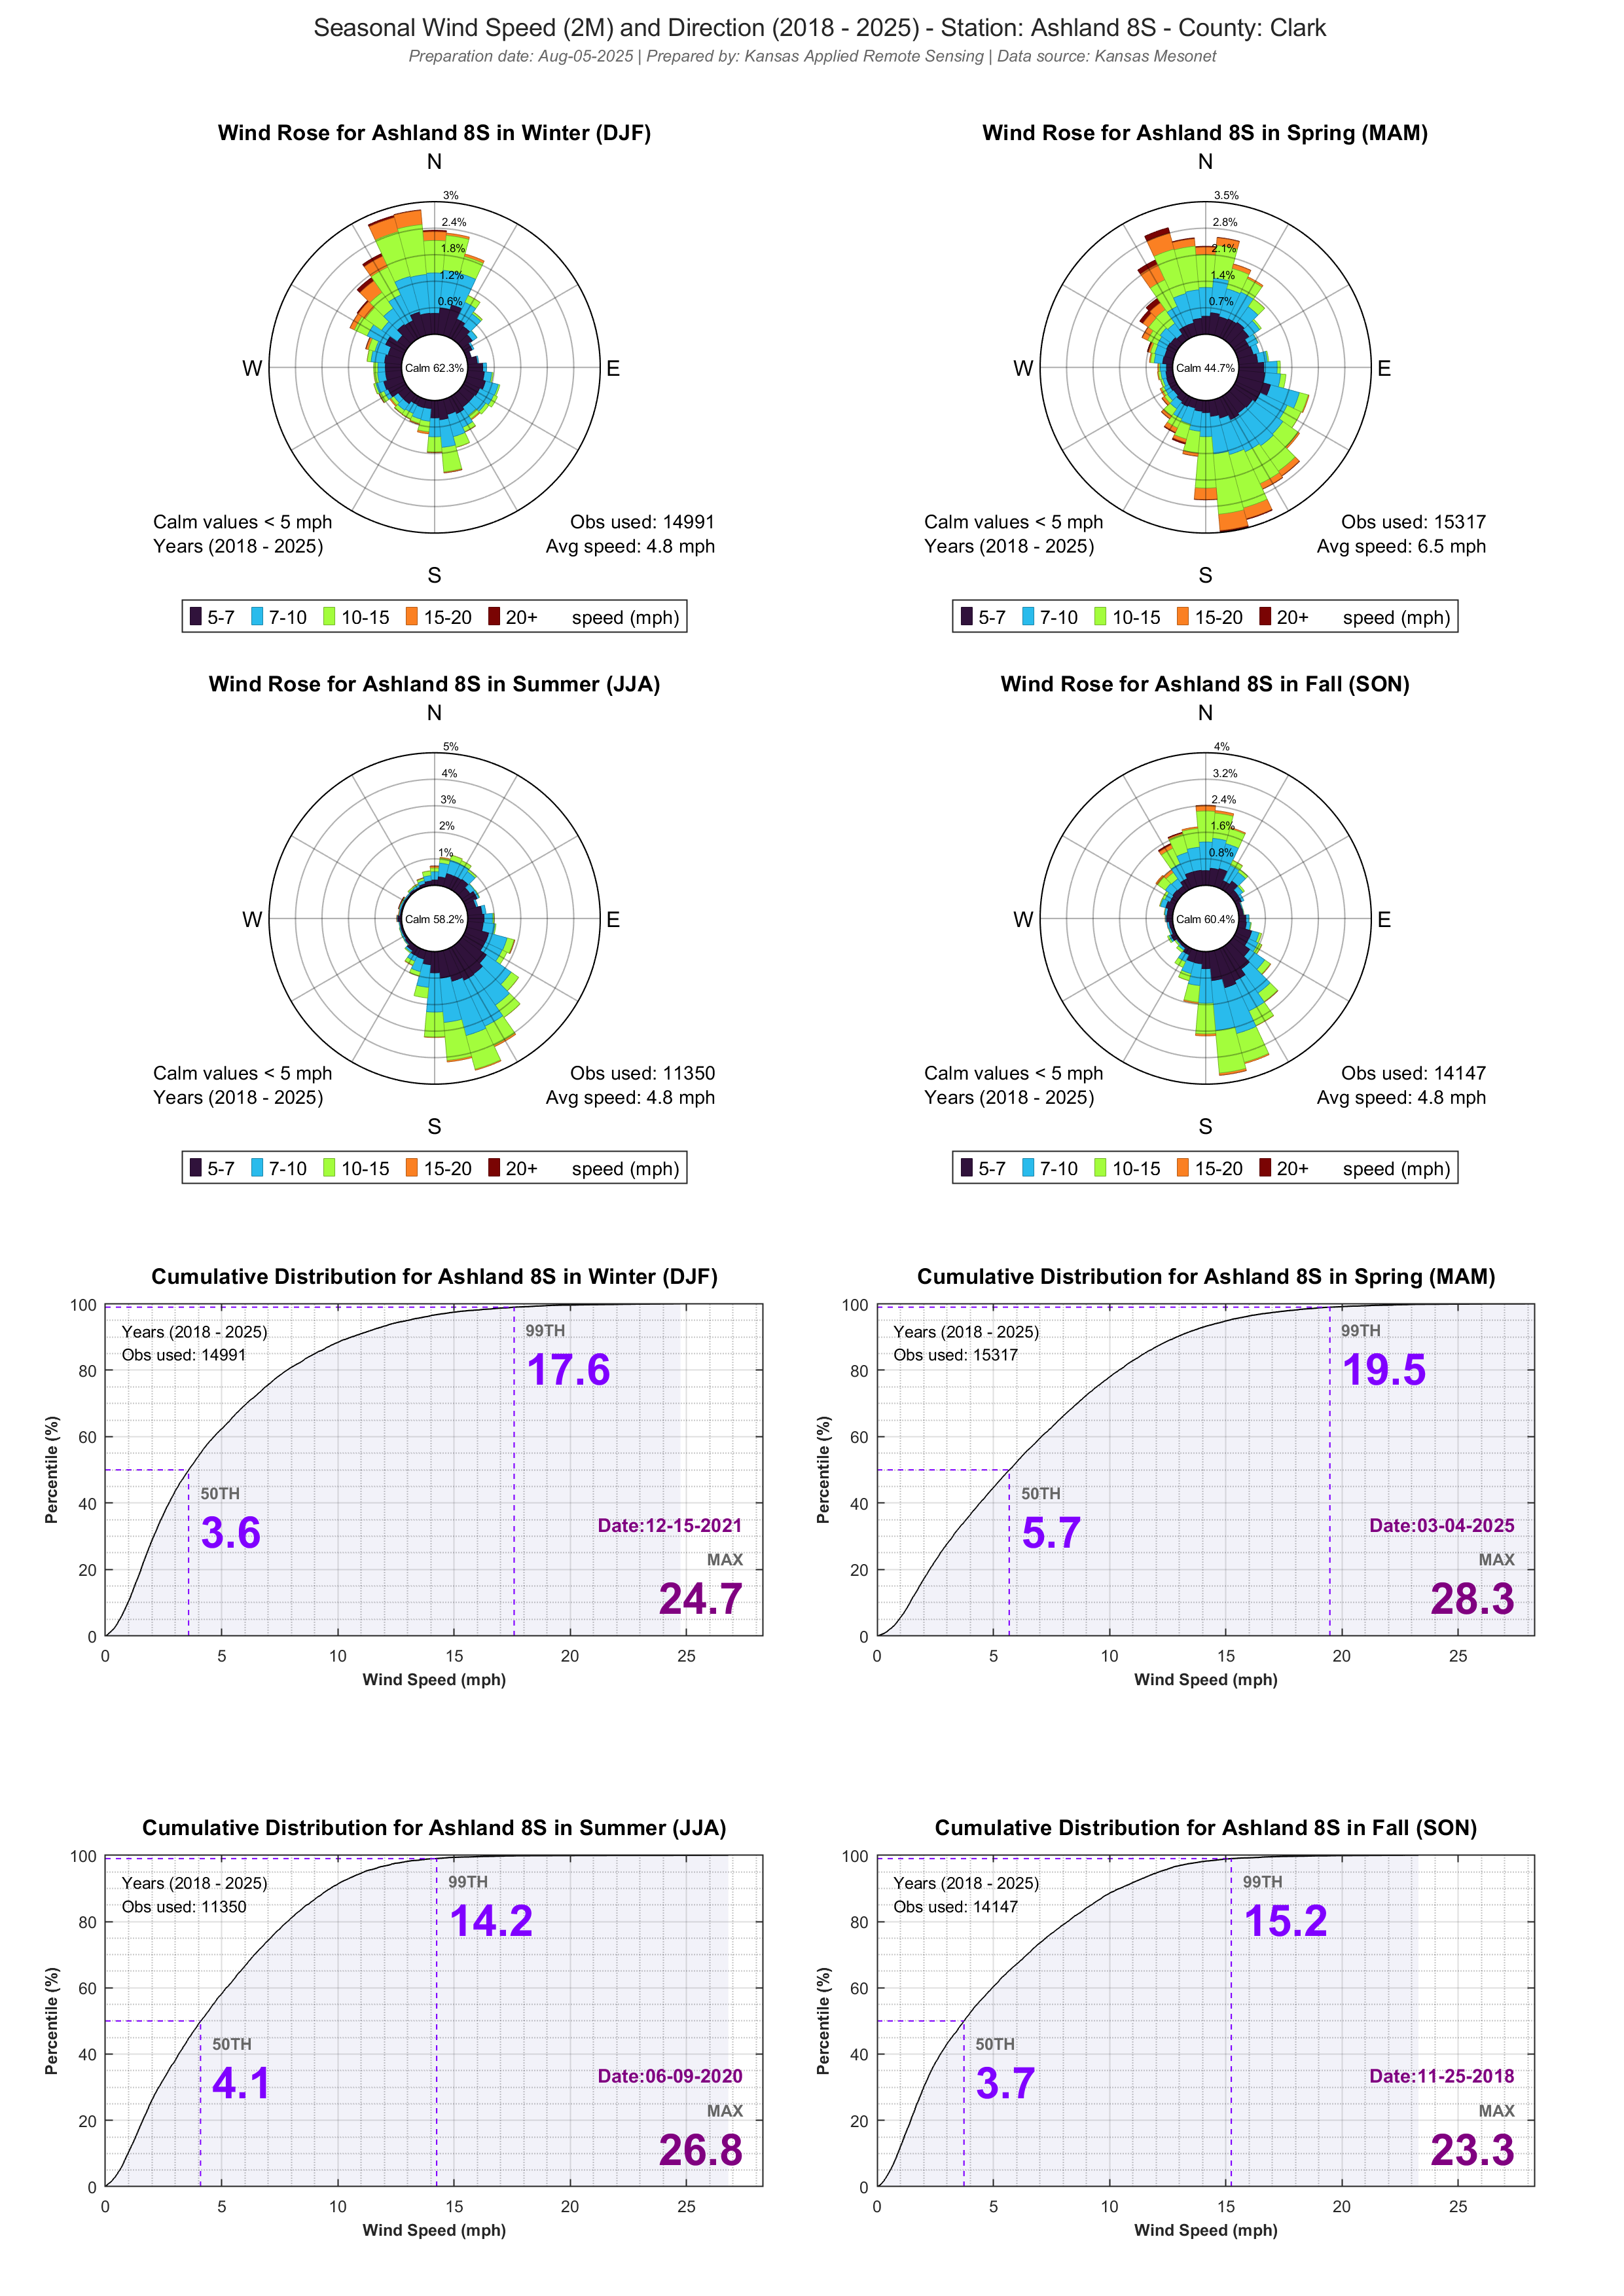 Seasonal Wind Speed (2M) and Direction (2018 - 2025) - Station: Ashland 8S - County: Clark
Preparation date: Aug-05-2025 | Prepared by: Kansas Applied Remote Sensing | Data source: Kansas Mesonet
Wind Rose for Ashland 8S in Winter (DJF)
N
3%
2.4%
1.8%
1.2%
0.6%
W
Calm 62.3%
E
Calm values < 5 mph
Years (2018 - 2025)
Obs used: 14991
Avg speed: 4.8 mph
S
5-7 7-10 10-15 15-20 20+ speed (mph)
Wind Rose for Ashland 8S in Spring (MAM)
N
3.5%
2.8%
2.1%
1.4%
0.7%
W
Calm 44.7%
E
Calm values < 5 mph
Years (2018 - 2025)
Obs used: 15317
Avg speed: 6.5 mph
S
5-7 7-10 10-15 15-20 20+ speed (mph)
Wind Rose for Ashland 8S in Summer (JJA)
N
5%
4%
3%
2%
1%
W
Calm 58.2%
E
Calm values < 5 mph
Years (2018 - 2025)
Obs used: 11350
Avg speed: 4.8 mph
S
5-7 7-10 10-15 15-20 20+ speed (mph)
Wind Rose for Ashland 8S in Fall (SON)
N
4%
3.2%
2.4%
1.6%
0.8%
W
Calm 60.4%
E
Calm values < 5 mph
Years (2018 - 2025)
Obs used: 14147
Avg speed: 4.8 mph
S
5-7 7-10 10-15 15-20 20+ speed (mph)
Cumulative Distribution for Ashland 8S in Winter (DJF)
Percentile (%)
100
80
60
40
20
0
Years (2018 - 2025)
Obs used: 14991
99TH
17.6
50TH
3.6
Date:12-15-2021
MAX
24.7
0 5 10 15 20 25
Wind Speed (mph)
Cumulative Distribution for Ashland 8S in Spring (MAM)
Percentile (%)
100
80
60
40
20
0
Years (2018 - 2025)
Obs used: 15317
99TH
19.5
50TH
5.7
Date:03-04-2025
MAX
28.3
0 5 10 15 20 25
Wind Speed (mph)
Cumulative Distribution for Ashland 8S in Summer (JJA)
Percentile (%)
100
80
60
40
20
0
Years (2018 - 2025)
Obs used: 11350
99TH
14.2
50TH
4.1
Date:06-09-2020
MAX
26.8
0 5 10 15 20 25
Wind Speed (mph)
Cumulative Distribution for Ashland 8S in Fall (SON)
Percentile (%)
100
80
60
40
20
0
Years (2018 - 2025)
Obs used: 14147
99TH
15.2
50TH
3.7
Date:11-25-2018
MAX
23.3
0 5 10 15 20 25
Wind Speed (mph)